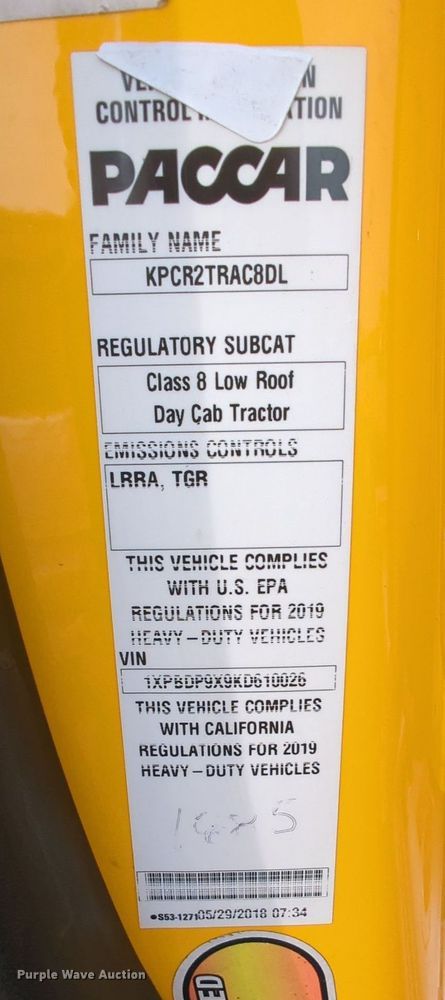 CONTROL
PACCAR
FAMILY NAME
KPCR2TRAC8DL
REGULATORY SUBCAT
Class 8 Low Roof
Day Cab Tractor
EMISSIONS CONTROLS
LRRA, TGR
THIS VEHICLE COMPLIES
WITH U.S. EPA
REGULATIONS FOR 2019
HEAVY-DUTY VEHICLES
VIN
1XPBDP9X9KD610026
THIS VEHICLE COMPLIES
WITH CALIFORNIA
REGULATIONS FOR 2019
HEAVY-DUTY VEHICLES
S53-1271 05/29/2018 07:34
Purple Wave Auction